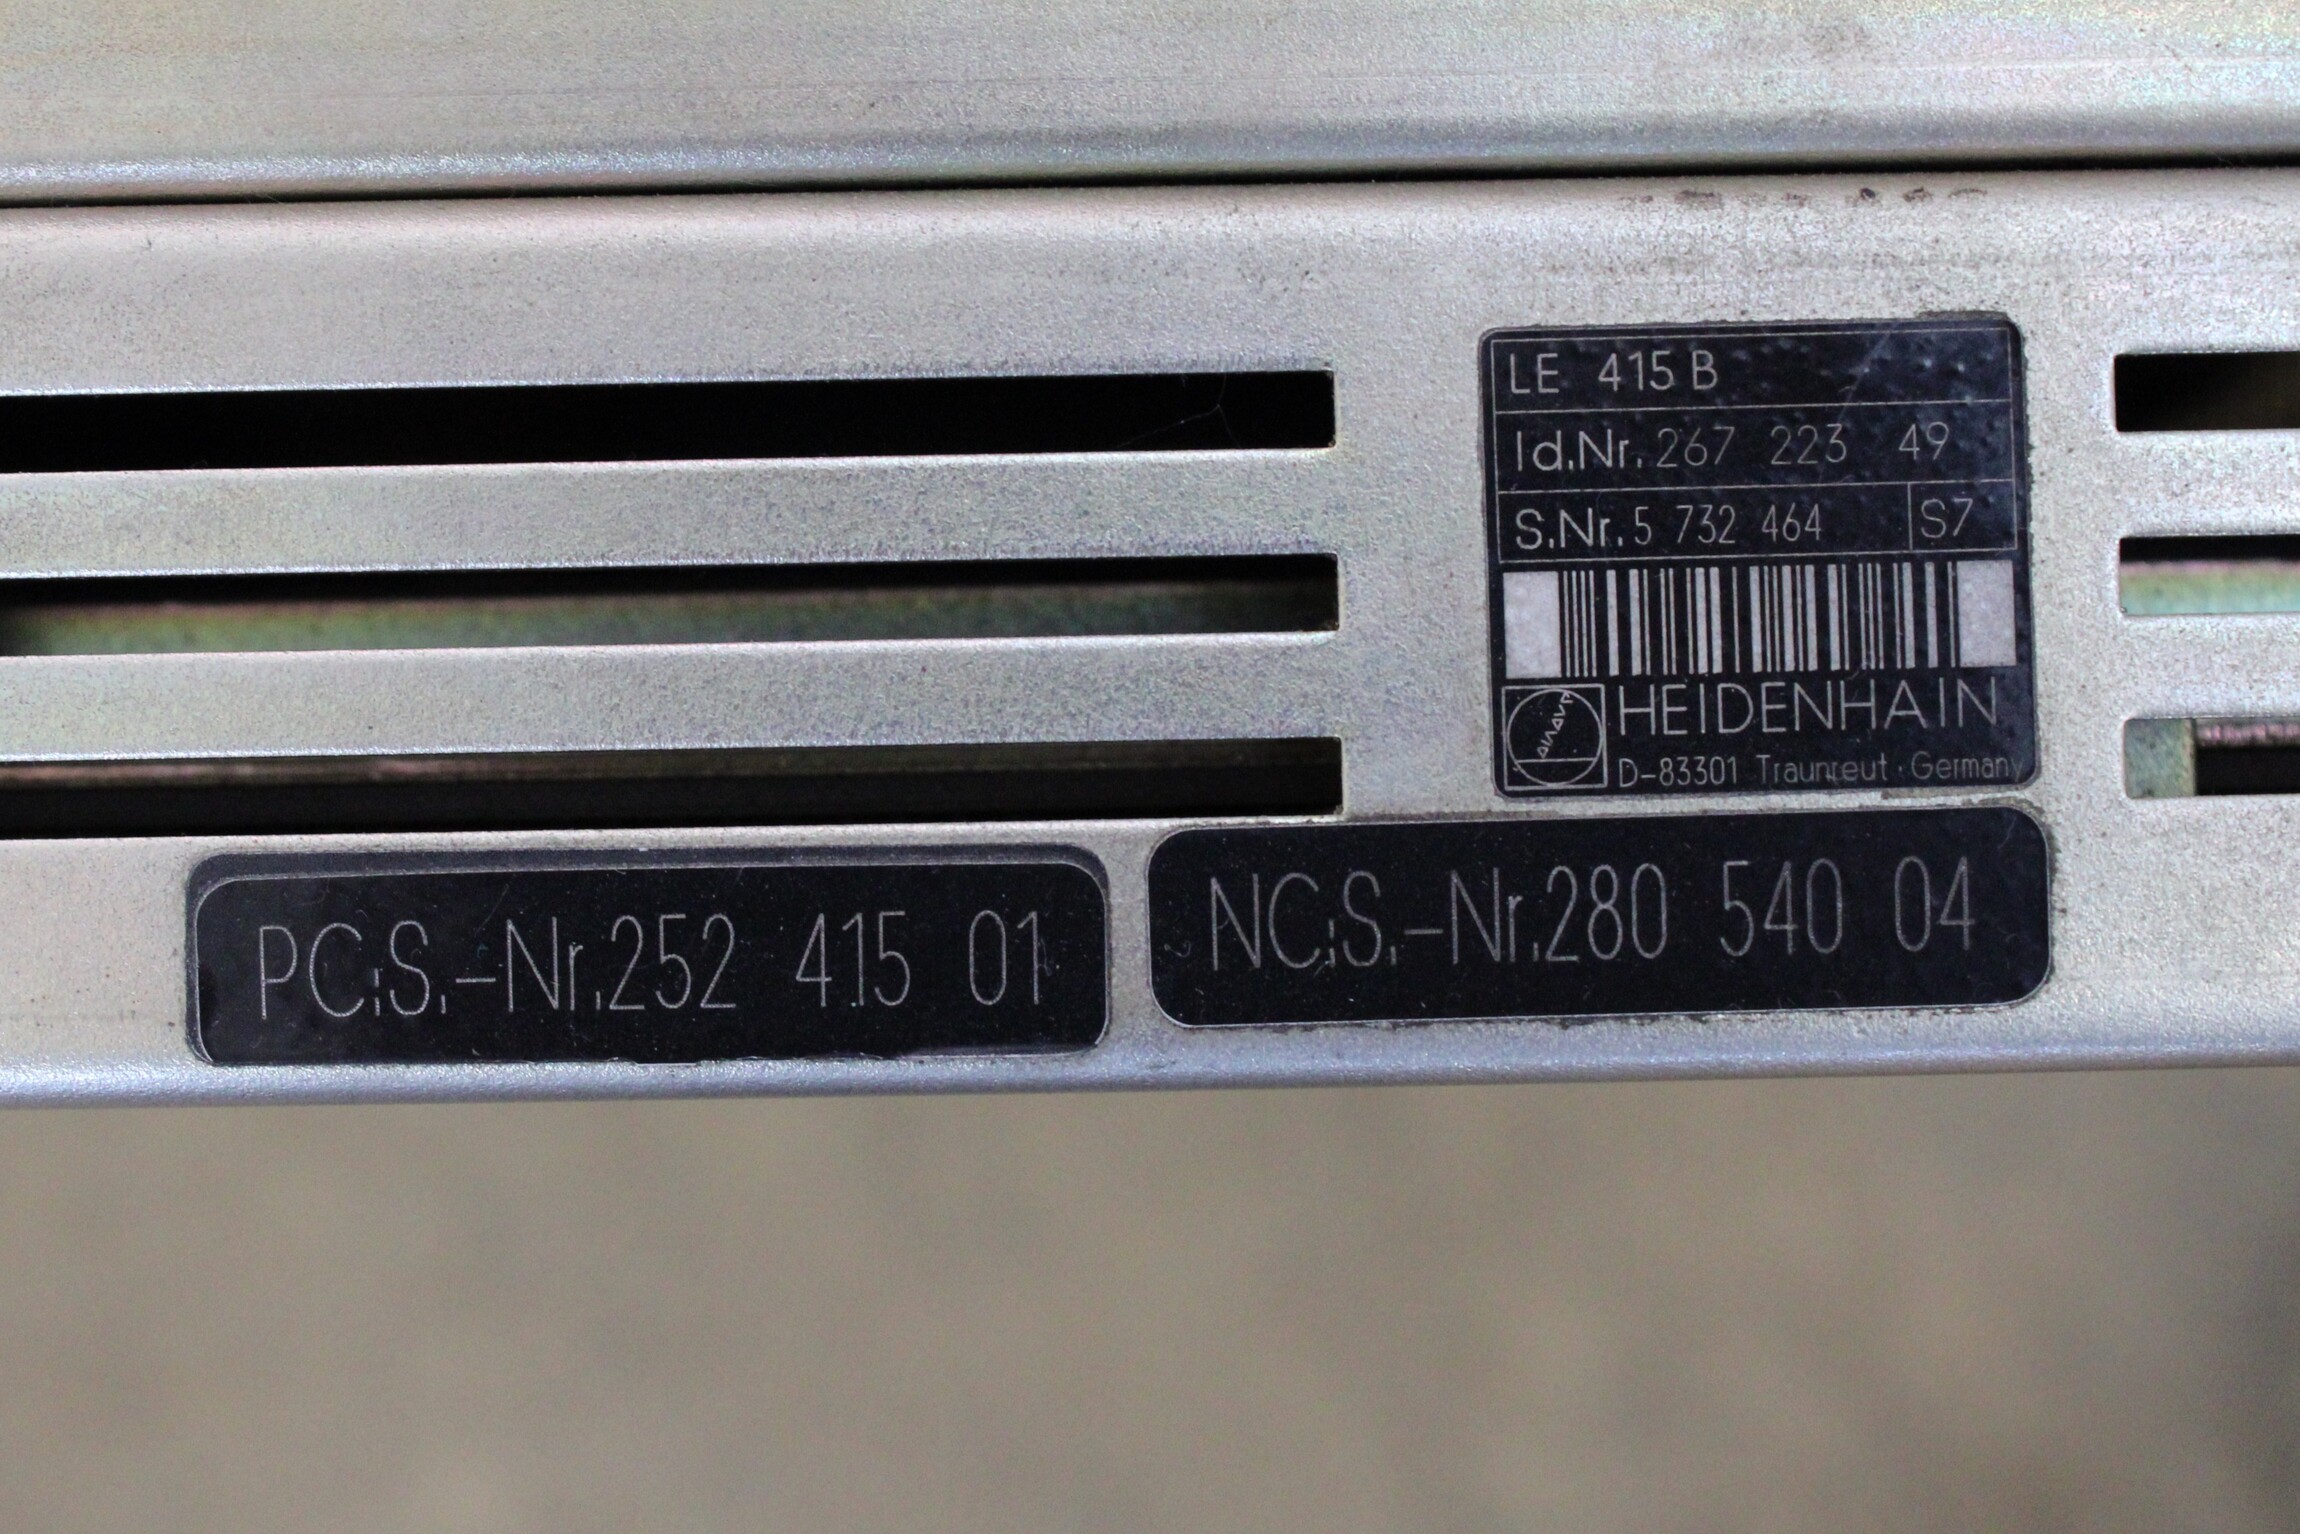 LE 415 B
Id.Nr. 267 223 49
S.Nr. 5 732 464 S7
HEIDENHAIN
D-83301 Traunreut · Germany
PC:S.-Nr.252 415 01
NC:S.-Nr.280 540 04